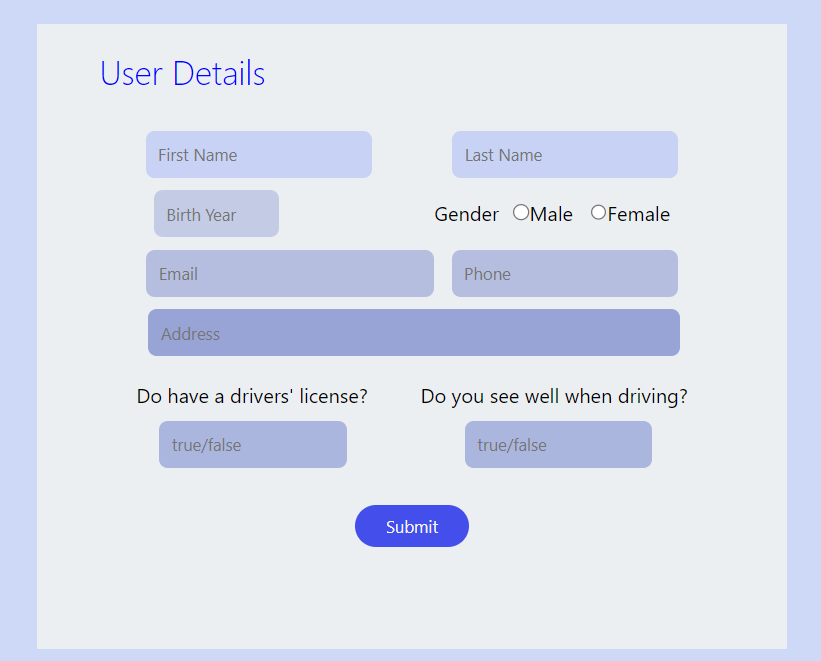 User Details
First Name Last Name
Birth Year Gender Male Female
Email Phone
Address
Do have a drivers' license? Do you see well when driving?
true/false true/false
Submit